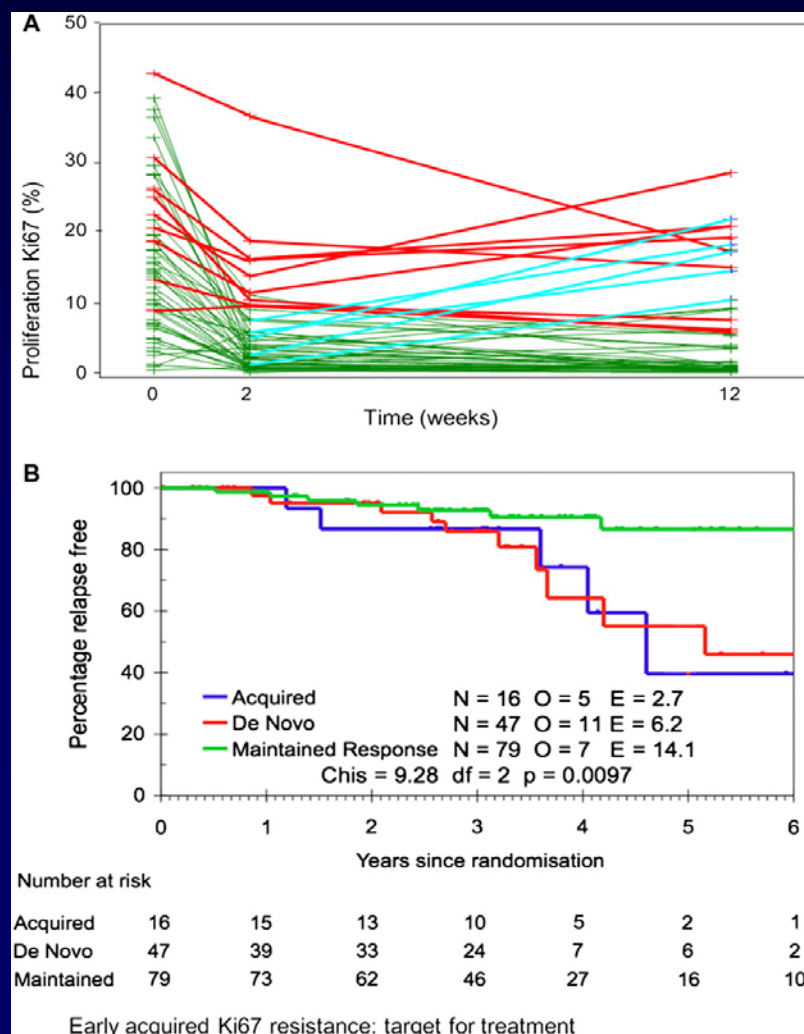 A
Proliferation Ki67 (%)
50
40
30
20
10
0
0 2 12
Time (weeks)
B
Percentage relapse free
100
80
60
40
20
0
Acquired N = 16 O = 5 E = 2.7
De Novo N = 47 O = 11 E = 6.2
Maintained Response N = 79 O = 7 E = 14.1
Chis = 9.28 df = 2 p = 0.0097
0 1 2 3 4 5 6
Years since randomisation
Number at risk
Acquired 16 15 13 10 5 2 1
De Novo 47 39 33 24 7 6 2
Maintained 79 73 62 46 27 16 10
Early acquired Ki67 resistance: target for treatment